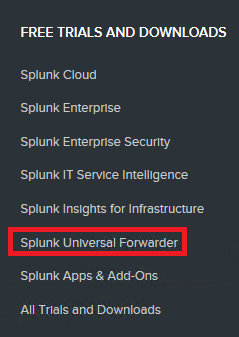 FREE TRIALS AND DOWNLOADS
Splunk Cloud
Splunk Enterprise
Splunk Enterprise Security
Splunk IT Service Intelligence
Splunk Insights for Infrastructure
Splunk Universal Forwarder
Splunk Apps & Add-Ons
All Trials and Downloads